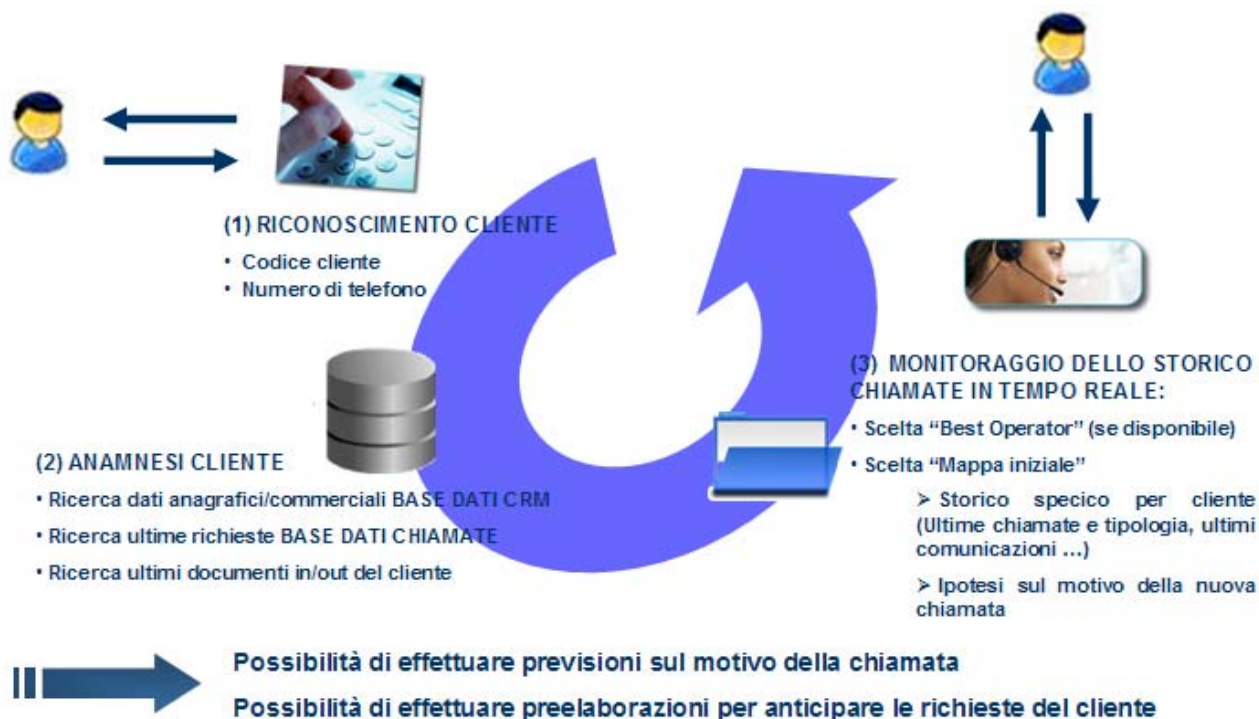 (1) RICONOSCIMENTO CLIENTE
• Codice cliente
• Numero di telefono
(2) ANAMNESI CLIENTE
• Ricerca dati anagrafici/commerciali BASE DATI CRM
• Ricerca ultime richieste BASE DATI CHIAMATE
• Ricerca ultimi documenti in/out del cliente
(3) MONITORAGGIO DELLO STORICO
CHIAMATE IN TEMPO REALE:
• Scelta “Best Operator” (se disponibile)
• Scelta “Mappa iniziale”
➢ Storico specico per cliente
(Ultime chiamate e tipologia, ultimi
comunicazioni ...)
➢ Ipotesi sul motivo della nuova
chiamata
Possibilità di effettuare previsioni sul motivo della chiamata
Possibilità di effettuare preelaborazioni per anticipare le richieste del cliente